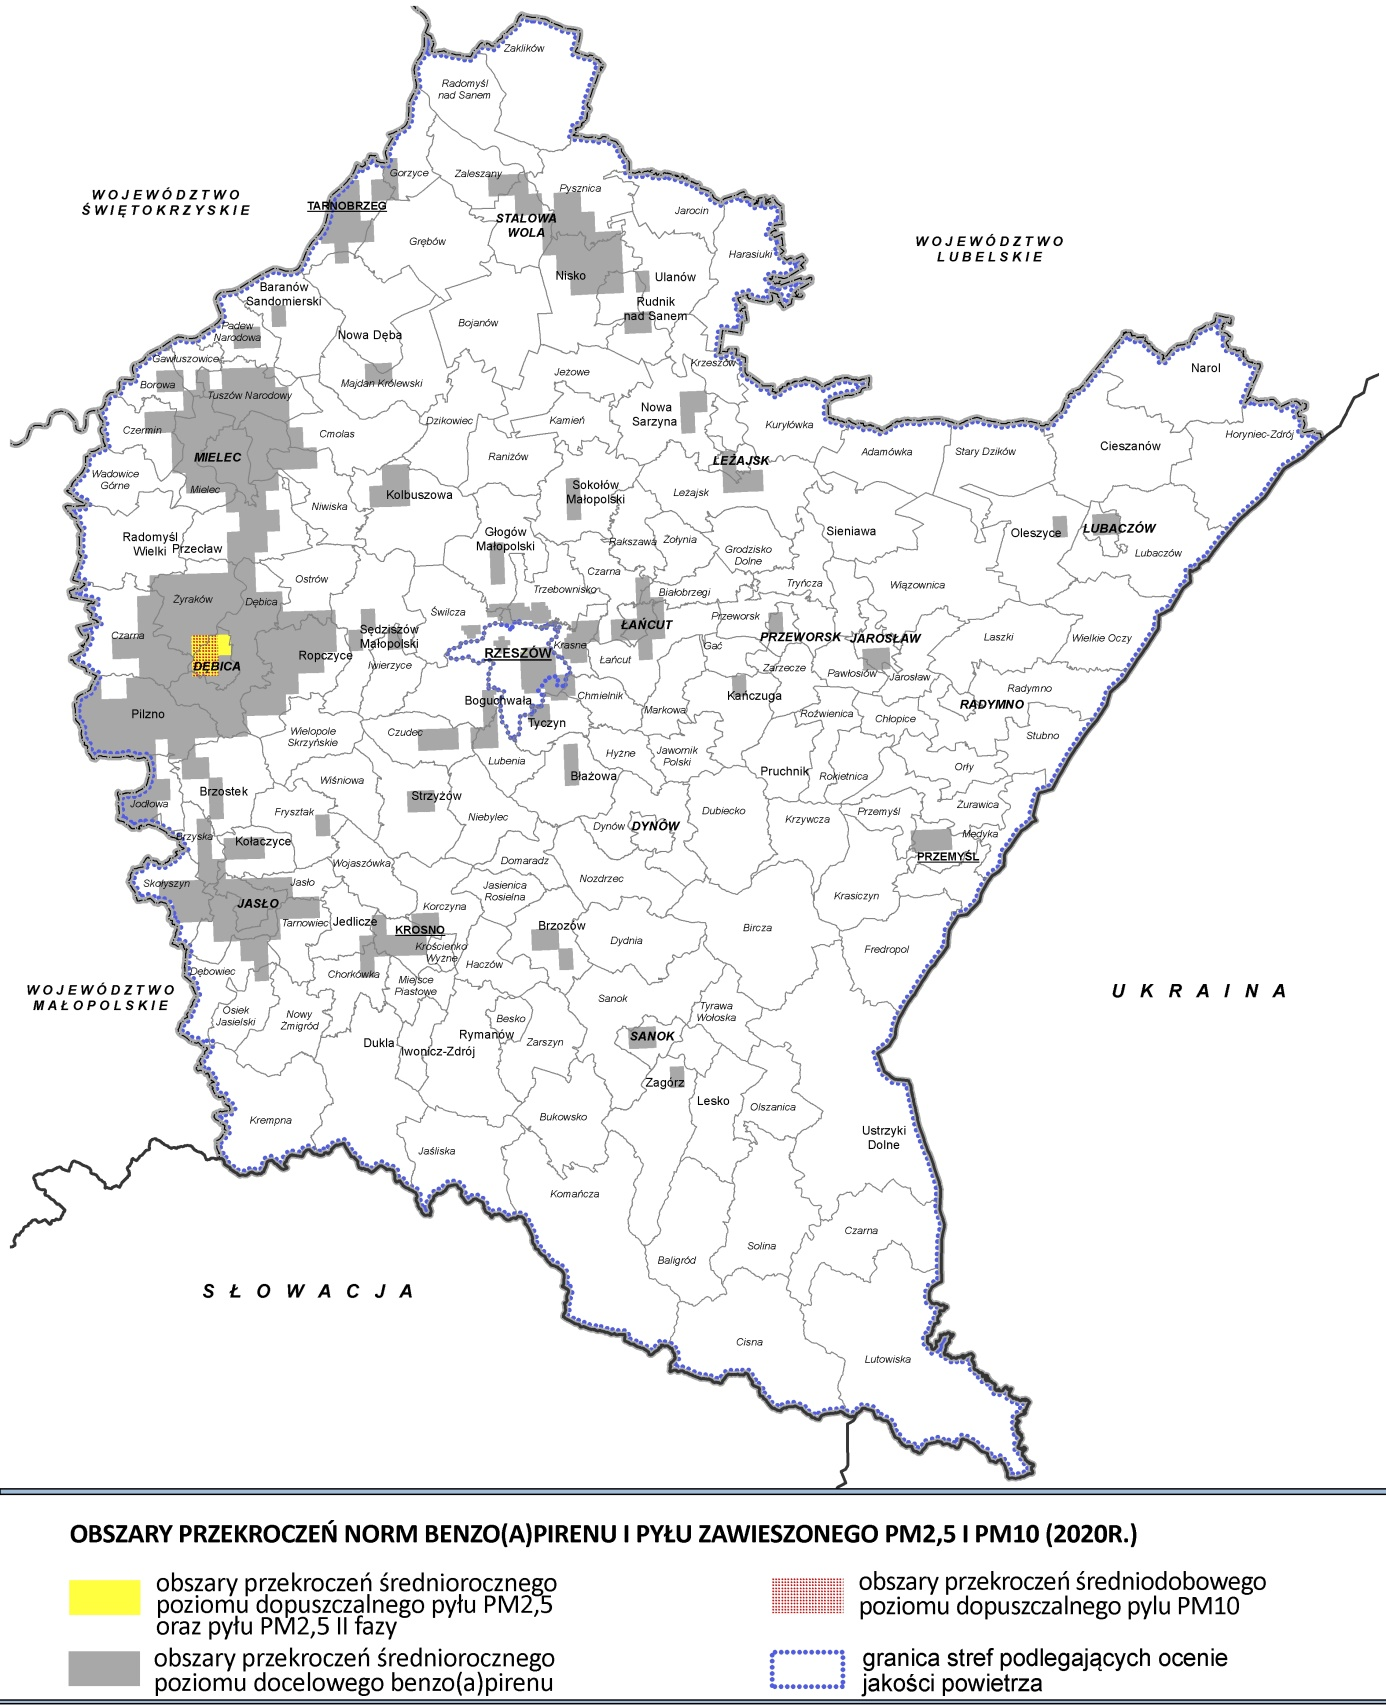 Zaklików
Radomyśl
nad Sanem
Gorzyce
Zaleszany
Pysznica
WOJEWÓDZTWO
ŚWIĘTOKRZYSKIE
TARNOBRZEG
STALOWA
WOLA
Jarocin
Grębów
Harasiuki
WOJEWÓDZTWO
LUBELSKIE
Nisko
Ulanów
Baranów
Sandomierski
Rudnik
nad Sanem
Padew
Narodowa
Nowa Dęba
Bojanów
Gawłuszowice
Krzeszów
Narol
Borowa
Majdan Królewski
Jeżowe
Tuszów Narodowy
Czermin
Cmolas
Dzikowiec
Kamień
Nowa
Sarzyna
Kuryłówka
Horyniec-Zdrój
MIELEC
Raniżów
LEŻAJSK
Adamówka
Stary Dzików
Cieszanów
Wadowice
Górne
Mielec
Kolbuszowa
Sokołów
Małopolski
Leżajsk
Niwiska
Radomyśl
Wielki
Przecław
Głogów
Małopolski
Rakszawa
Żołynia
Sieniawa
Oleszyce
LUBACZÓW
Grodzisko
Dolne
Lubaczów
Ostrów
Czarna
Trzebownisko
Białobrzegi
Tryńcza
Wiązownica
Żyraków
Dębica
Świlcza
Przeworsk
Czarna
Sędziszów
Małopolski
ŁAŃCUT
PRZEWORSK
JAROSŁAW
Laszki
Wielkie Oczy
DĘBICA
Ropczyce
Iwierzyce
RZESZÓW
Krasne
Łańcut
Gać
Zarzecze
Pawłosiów
Jarosław
Pilzno
Boguchwała
Chmielnik
Kańczuga
Radymno
RADYMNO
Tyczyn
Markowa
Roźwienica
Chłopice
Wielopole
Skrzyńskie
Czudec
Stubno
Lubenia
Hyżne
Jawornik
Polski
Błażowa
Pruchnik
Rokietnica
Orły
Wiśniowa
Brzostek
Strzyżów
Jodłowa
Frysztak
Niebylec
Dubiecko
Krzywcza
Przemyśl
Żurawica
Dynów
DYNÓW
Brzyska
Kołaczyce
Medyka
PRZEMYŚL
Wojaszówka
Domaradz
Skołyszyn
Jasło
Jasienica
Rosielna
Nozdrzec
JASŁO
Korczyna
Krasiczyn
Tarnowiec
Jedlicze
KROSNO
Brzozów
Bircza
Krościenko
Wyżne
Dydnia
Fredropol
Dębowiec
Chorkówka
Haczów
Miejsce
Piastowe
WOJEWÓDZTWO
MAŁOPOLSKIE
UKRAINA
Osiek
Jasielski
Nowy
Żmigród
Sanok
Tyrawa
Wołoska
Besko
Dukla
Iwonicz-Zdrój
Rymanów
Zarszyn
SANOK
Zagórz
Lesko
Olszanica
Krempna
Bukowsko
Ustrzyki
Dolne
Jaśliska
Komańcza
Czarna
Solina
Baligród
SŁOWACJA
Cisna
Lutowiska
OBSZARY PRZEKROCZEŃ NORM BENZO(A)PIRENU I PYŁU ZAWIESZONEGO PM2,5 I PM10 (2020R.)
obszary przekroczeń średniorocznego
poziomu dopuszczalnego pyłu PM2,5
oraz pyłu PM2,5 II fazy
obszary przekroczeń średniodobowego
poziomu dopuszczalnego pylu PM10
obszary przekroczeń średniorocznego
poziomu docelowego benzo(a)pirenu
granica stref podlegających ocenie
jakości powietrza